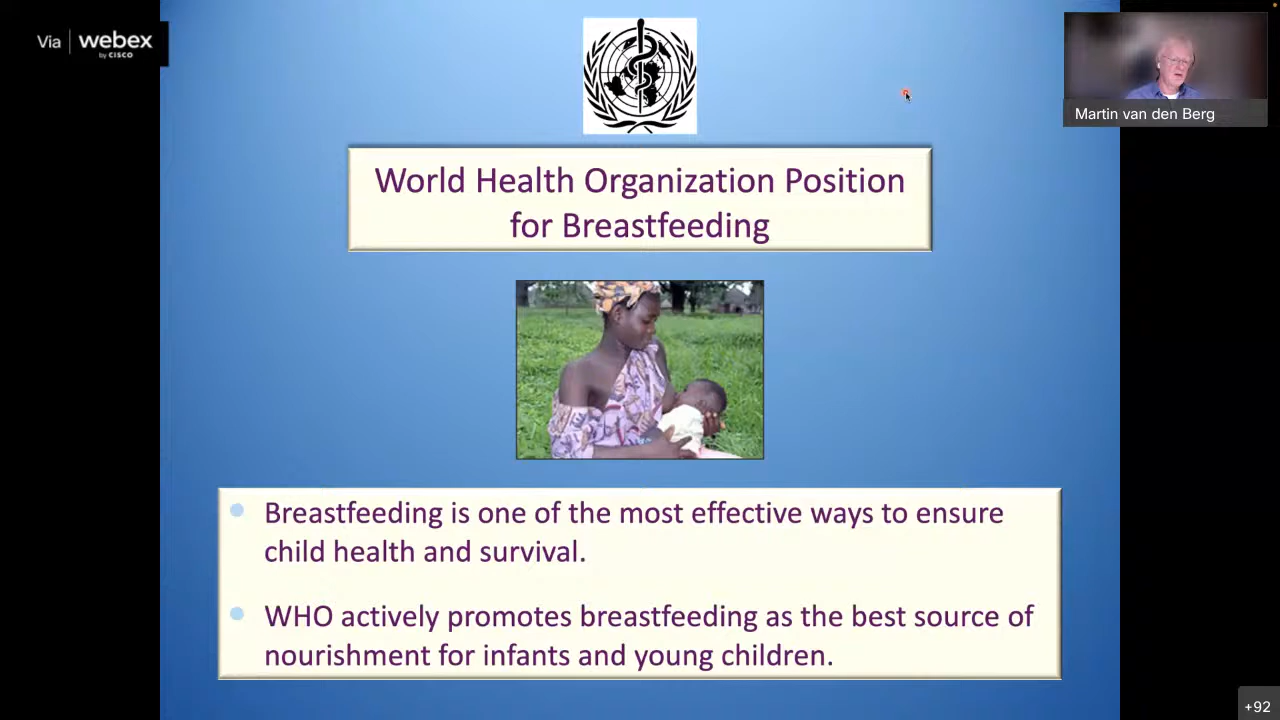 Via webex
by CISCO
Martin van den Berg
World Health Organization Position
for Breastfeeding
Breastfeeding is one of the most effective ways to ensure
child health and survival.
WHO actively promotes breastfeeding as the best source of
nourishment for infants and young children.
+92